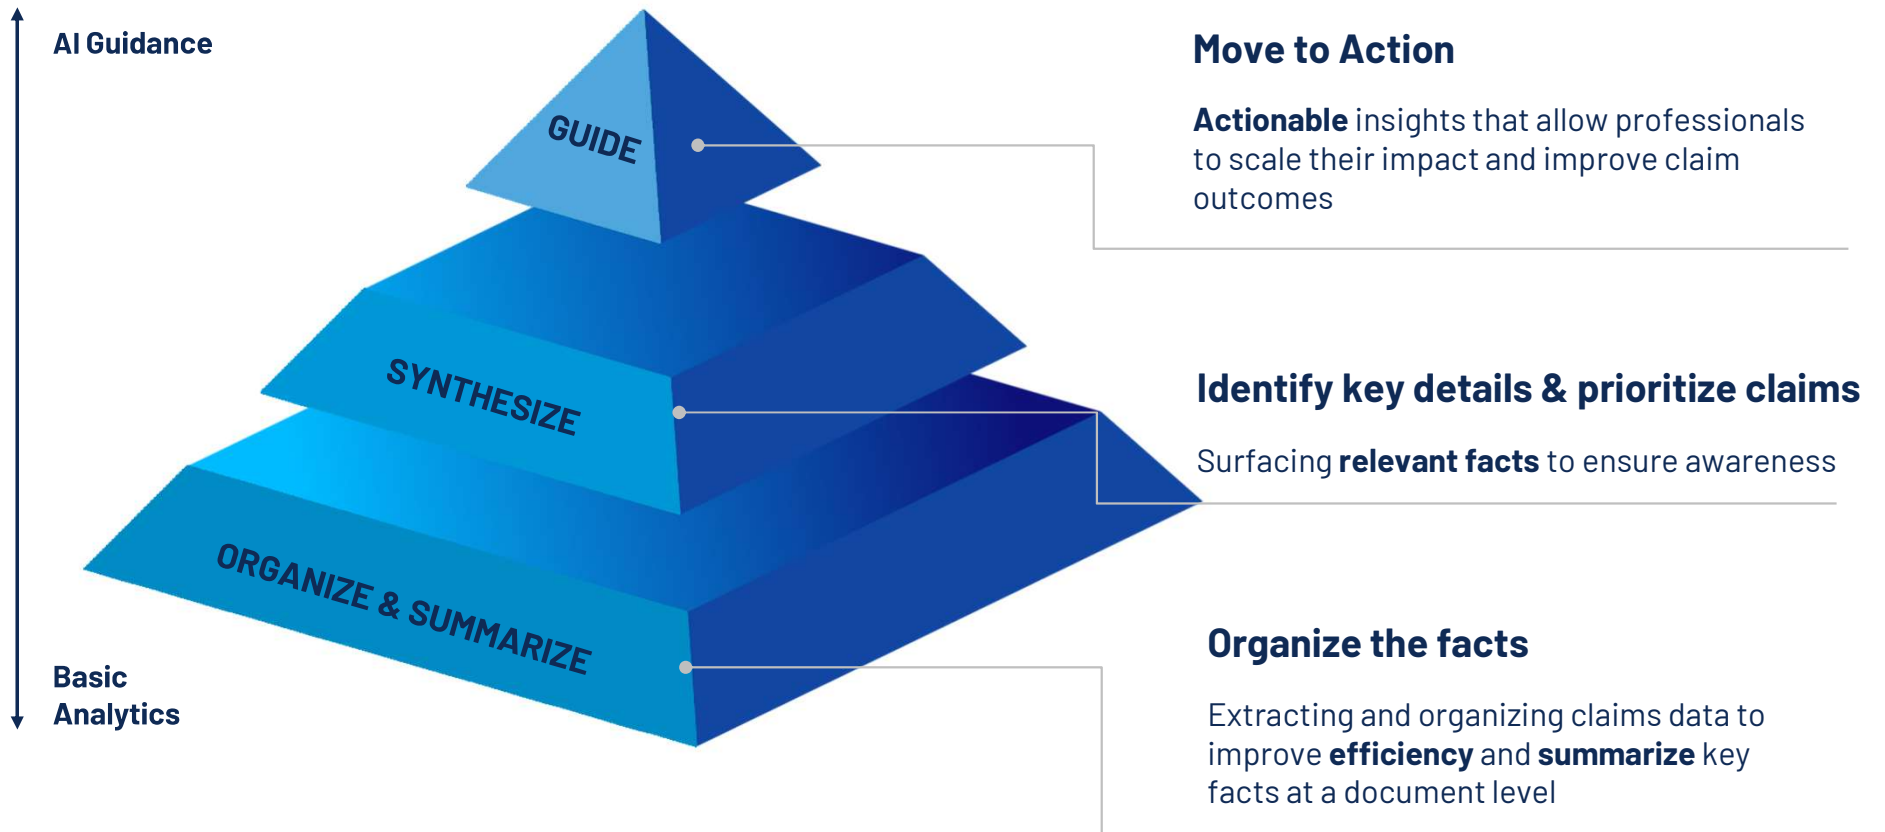 AI Guidance
GUIDE
Move to Action
Actionable insights that allow professionals
to scale their impact and improve claim
outcomes
SYNTHESIZE
Identify key details & prioritize claims
Surfacing relevant facts to ensure awareness
ORGANIZE & SUMMARIZE
Basic
Analytics
Organize the facts
Extracting and organizing claims data to
improve efficiency and summarize key
facts at a document level